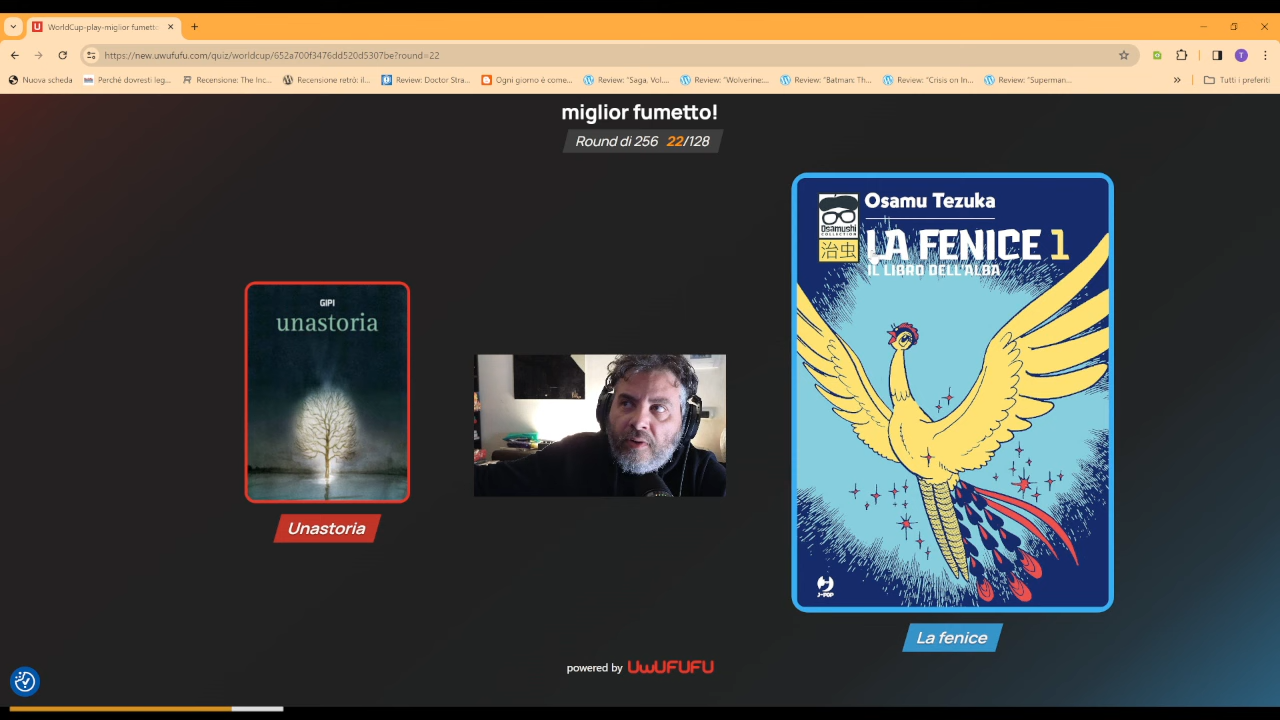 WorldCup-play-miglior fumetto
https://new.uwufufu.com/quiz/worldcup/652a700f3476dd520d5307be?round=22
T
Nuova scheda
Perché dovresti leg...
Recensione: The Inc...
Recensione retrò: il...
Review: Doctor Stra...
Ogni giorno è come...
Review: "Saga, Vol....
Review: "Wolverine:...
Review: "Batman: Th...
Review: "Crisis on In...
Review: "Superman...
Tutti i preferiti
miglior fumetto!
Round di 256 22/128
GIPI
unastoria
Unastoria
Osamu Tezuka
Osamushi
COLLECTION
治虫
LA FENICE 1
IL LIBRO DELL'ALBA
J-POP
La fenice
powered by UwUFUFU